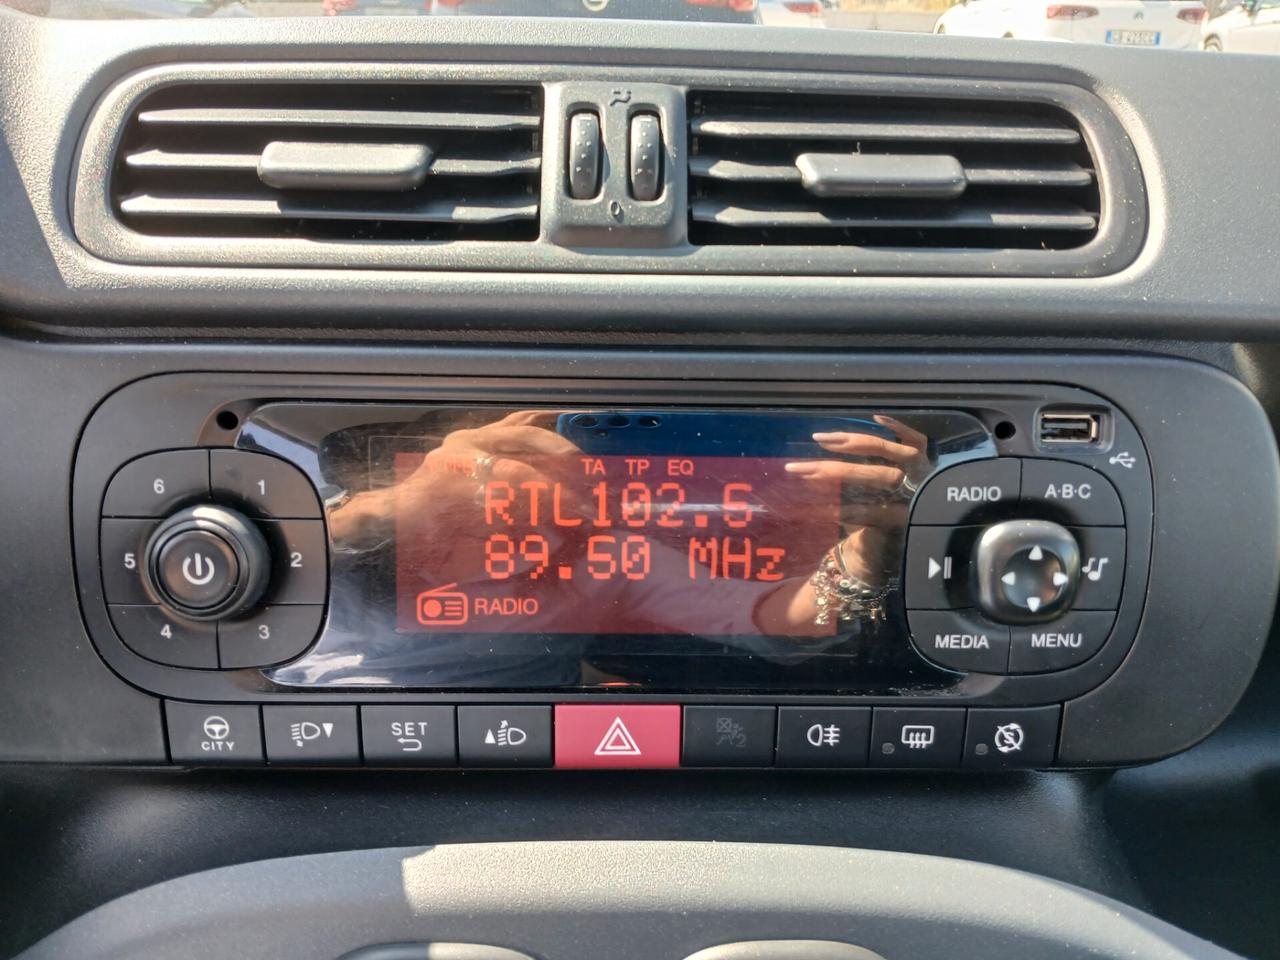 TA TP EQ
RTL102.5
89.50 MHz
RADIO
6 1
5 2
4 3
RADIO A·B·C
MEDIA MENU
CITY
SET